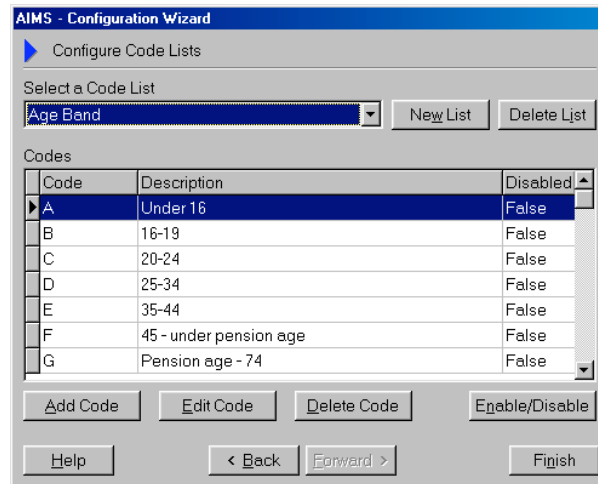 AIMS - Configuration Wizard
Configure Code Lists
Select a Code List
Age Band
New List
Delete List
Codes
Code Description Disabled
A Under 16 False
B 16-19 False
C 20-24 False
D 25-34 False
E 35-44 False
F 45 - under pension age False
G Pension age - 74 False
Add Code Edit Code Delete Code Enable/Disable
Help < Back Forward > Finish